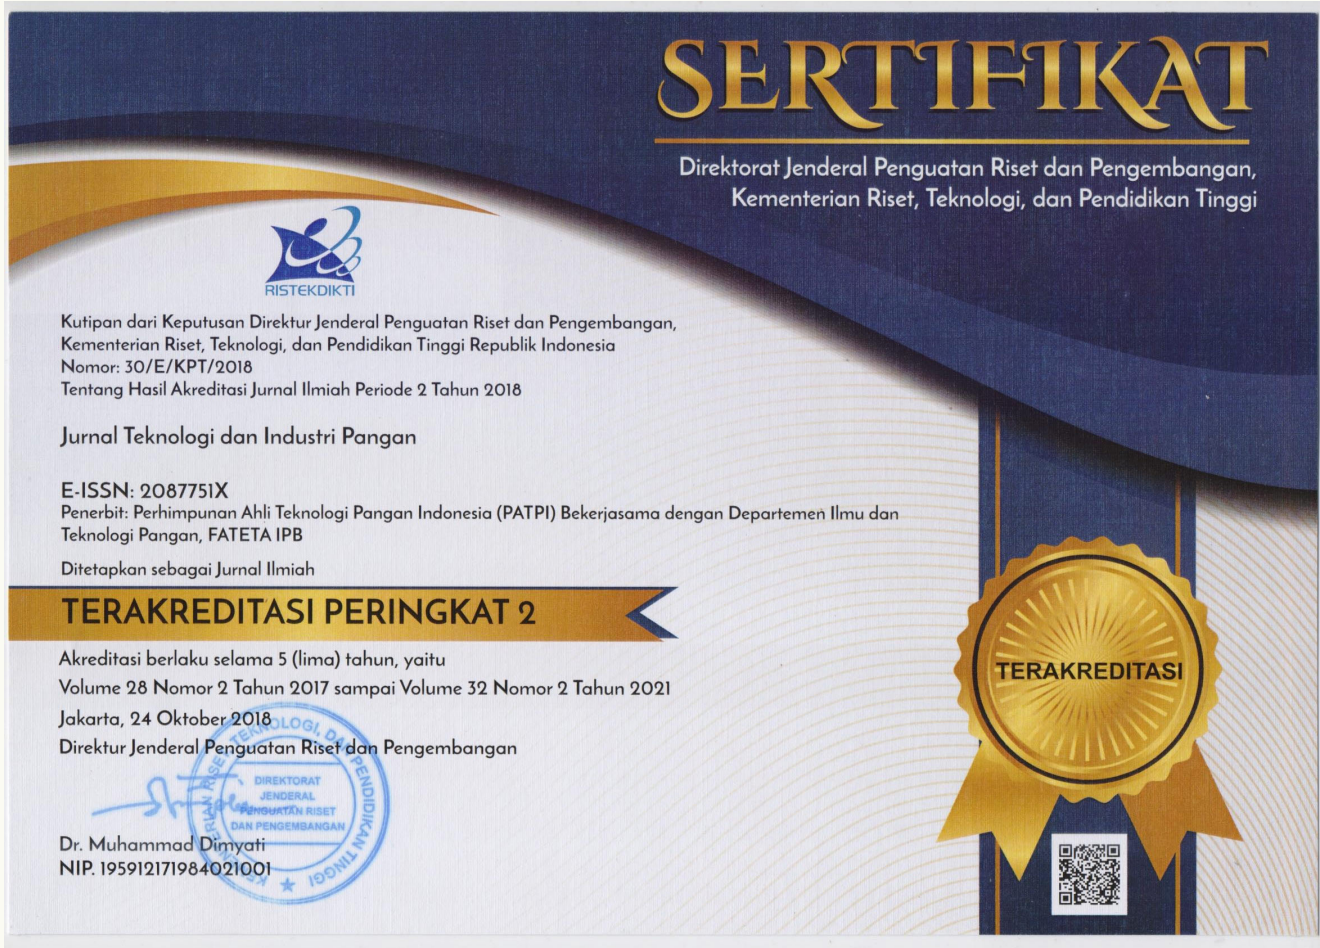 SERTIFIKAT
Direktorat Jenderal Penguatan Riset dan Pengembangan,
Kementerian Riset, Teknologi, dan Pendidikan Tinggi
RISTEKDIKTI
Kutipan dari Keputusan Direktur Jenderal Penguatan Riset dan Pengembangan,
Kementerian Riset, Teknologi, dan Pendidikan Tinggi Republik Indonesia
Nomor: 30/E/KPT/2018
Tentang Hasil Akreditasi Jurnal Ilmiah Periode 2 Tahun 2018
Jurnal Teknologi dan Industri Pangan
E-ISSN: 2087751X
Penerbit: Perhimpunan Ahli Teknologi Pangan Indonesia (PATPI) Bekerjasama dengan Departemen Ilmu dan
Teknologi Pangan, FATETA IPB
Ditetapkan sebagai Jurnal Ilmiah
TERAKREDITASI PERINGKAT 2
Akreditasi berlaku selama 5 (lima) tahun, yaitu
Volume 28 Nomor 2 Tahun 2017 sampai Volume 32 Nomor 2 Tahun 2021
Jakarta, 24 Oktober 2018
Direktur Jenderal Penguatan Riset dan Pengembangan
KEMENTERIAN RISET, TEKNOLOGI, DAN PENDIDIKAN TINGGI
DIREKTORAT
JENDERAL
PENGUATAN RISET
DAN PENGEMBANGAN
Dr. Muhammad Dimyati
NIP. 195912171984021001
TERAKREDITASI